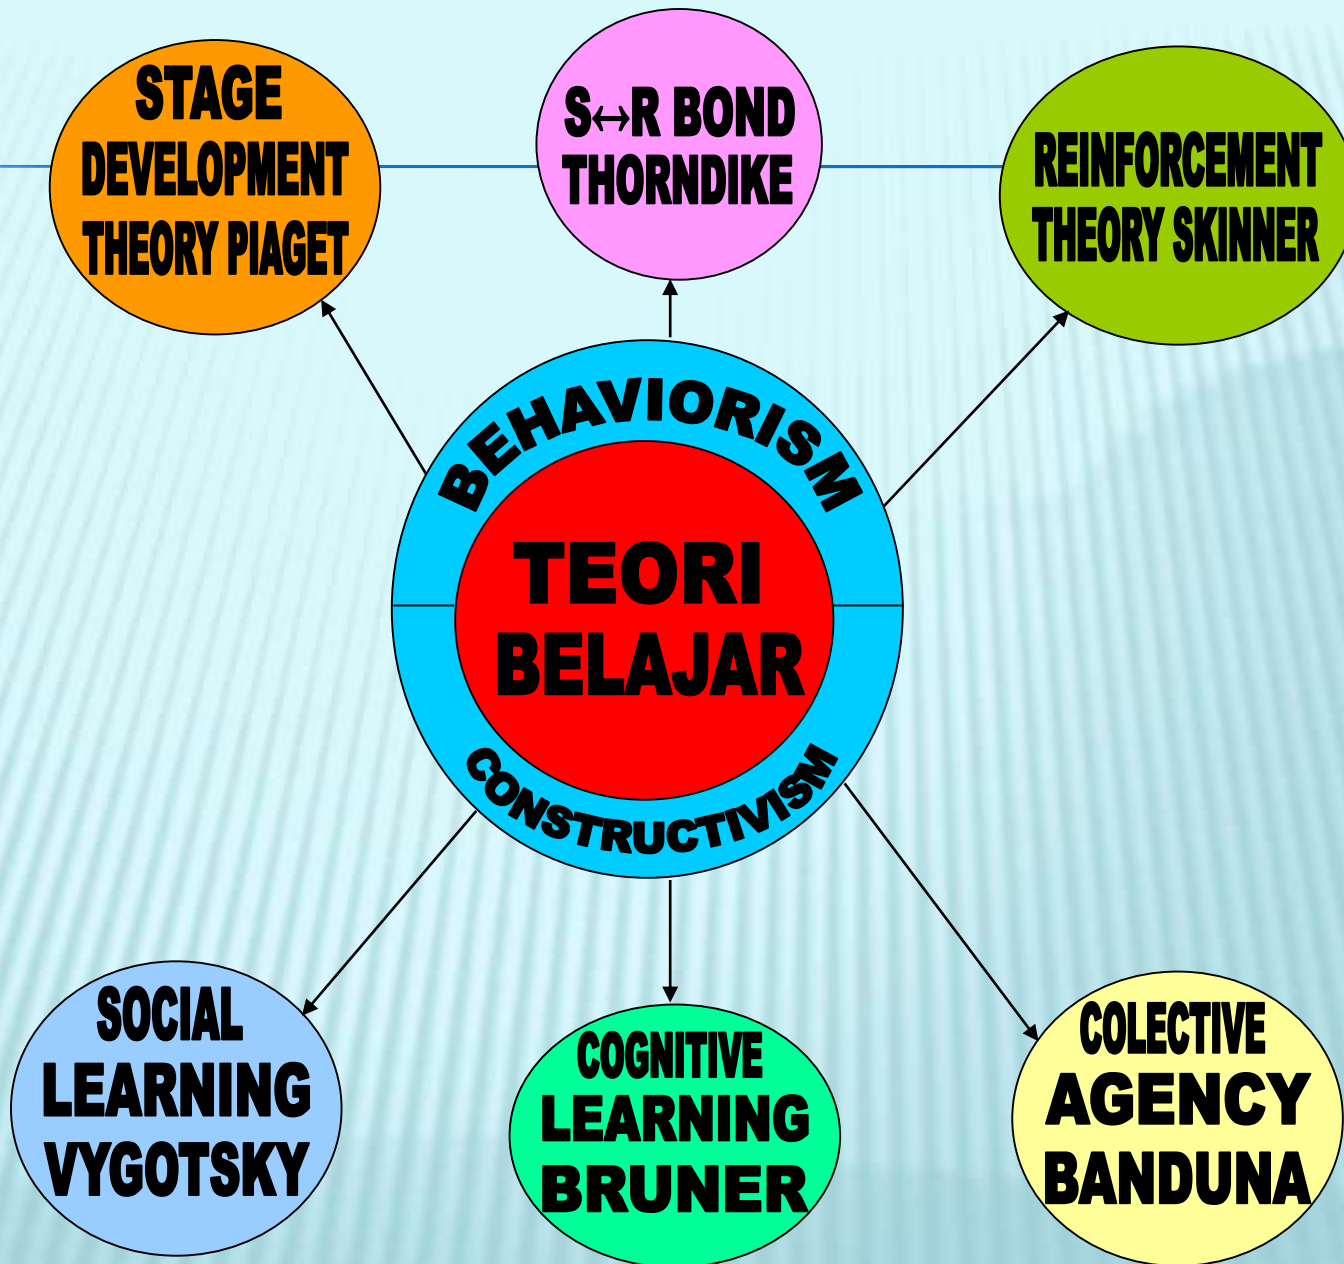 STAGE
DEVELOPMENT
THEORY PIAGET
S↔R BOND
THORNDIKE
REINFORCEMENT
THEORY SKINNER
BEHAVIORISM
TEORI
BELAJAR
CONSTRUCTIVISM
SOCIAL
LEARNING
VYGOTSKY
COGNITIVE
LEARNING
BRUNER
COLECTIVE
AGENCY
BANDUNA